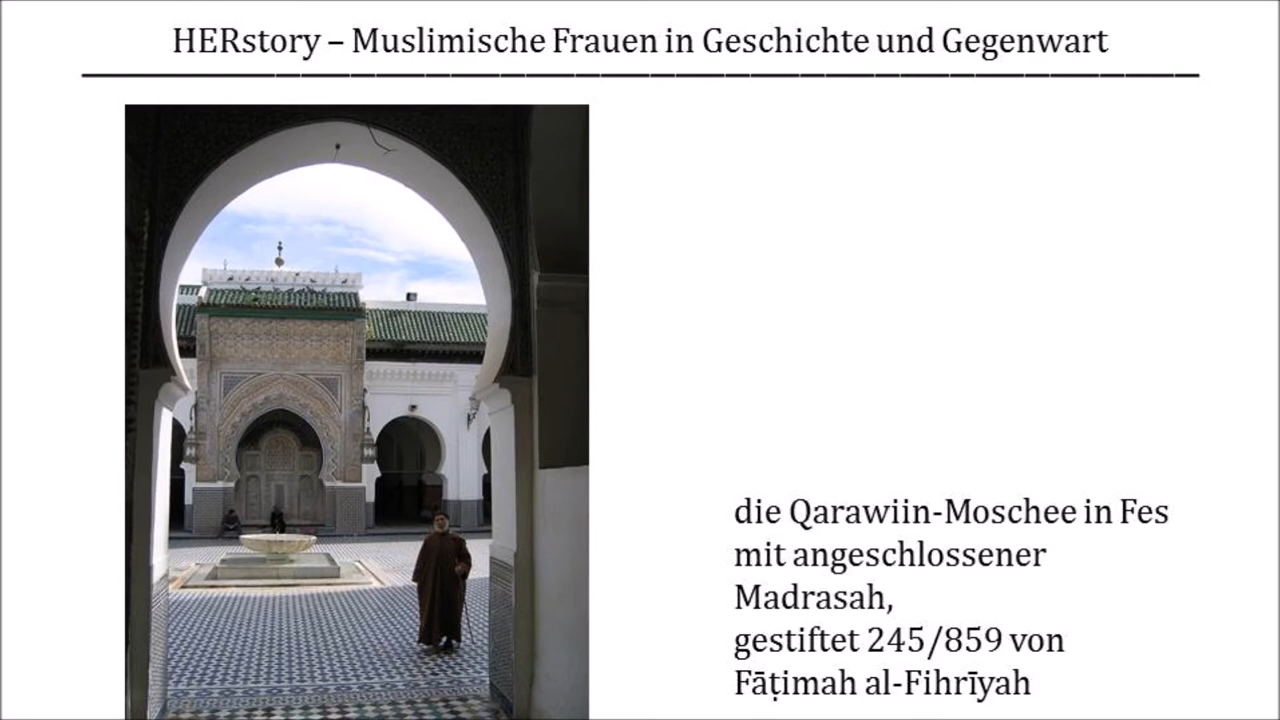 HERstory – Muslimische Frauen in Geschichte und Gegenwart
die Qarawiin-Moschee in Fes
mit angeschlossener
Madrasah,
gestiftet 245/859 von
Fāṭimah al-Fihrīyah